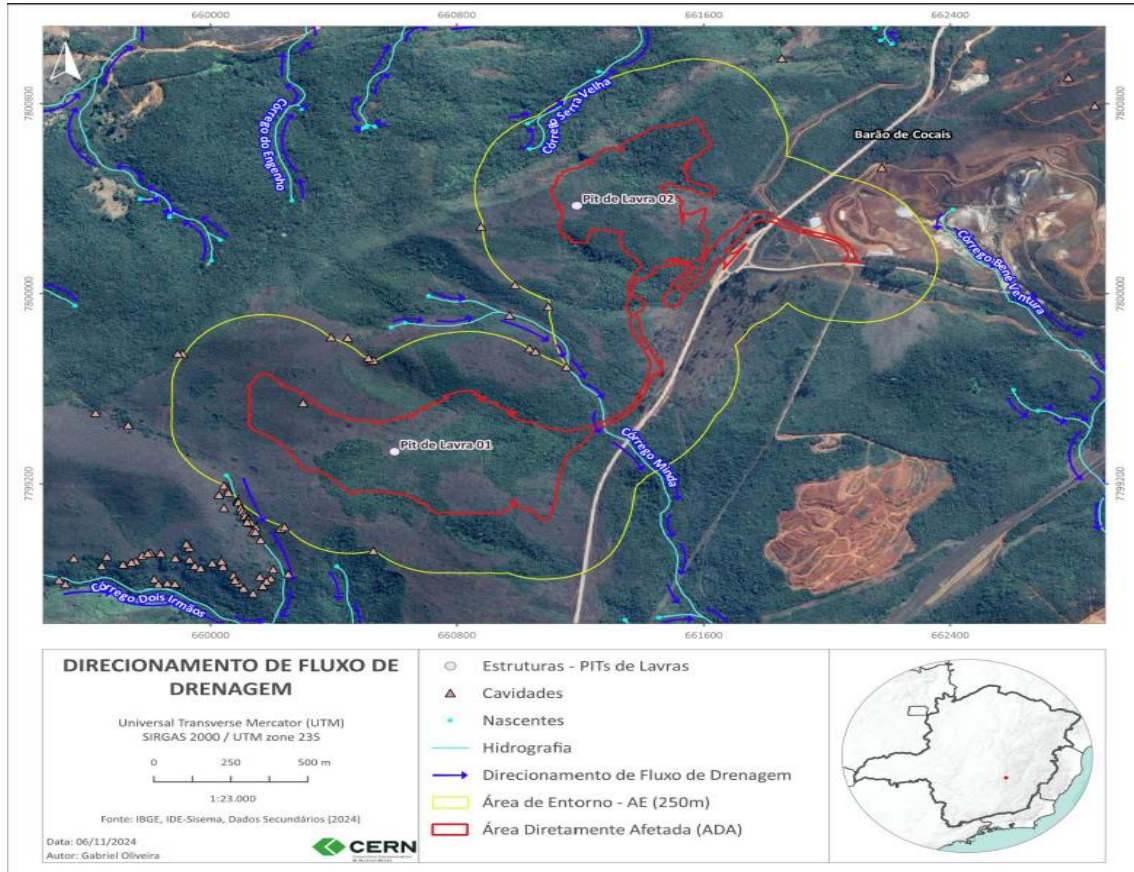 660000
660800
661600
662400
7800800
7800800
Córrego Serra Velha
Córrego do Engenho
Barão de Cocais
Pit de Lavra 02
Córrego Bené Ventura
7800000
7800000
Pit de Lavra 01
Córrego Minda
7799200
7799200
Córrego Dois Irmãos
660000
660800
661600
662400
DIRECIONAMENTO DE FLUXO DE
DRENAGEM
Universal Transverse Mercator (UTM)
SIRGAS 2000 / UTM zone 23S
0 250 500 m
1:23.000
Fonte: IBGE, IDE-Sisema, Dados Secundários (2024)
Data: 06/11/2024
Autor: Gabriel Oliveira
CERN
Estruturas - PITs de Lavras
Cavidades
Nascentes
Hidrografia
Direcionamento de Fluxo de Drenagem
Área de Entorno - AE (250m)
Área Diretamente Afetada (ADA)